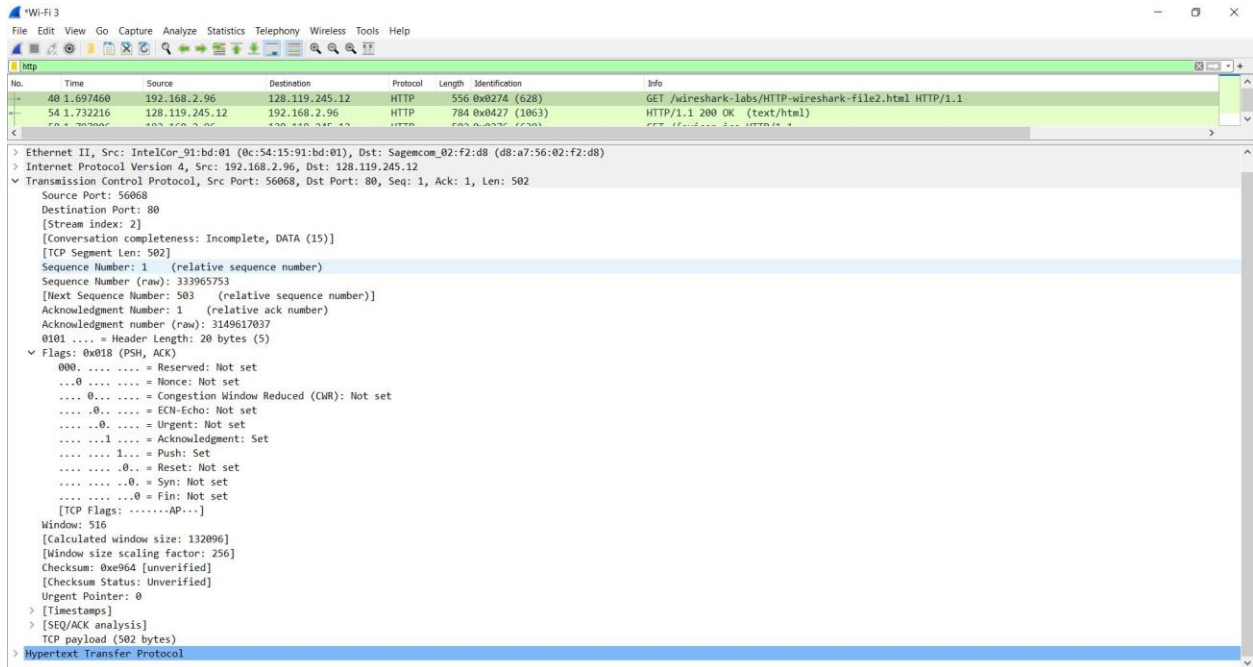 *Wi-Fi 3
File Edit View Go Capture Analyze Statistics Telephony Wireless Tools Help
http
No. Time Source Destination Protocol Length Identification Info
40 1.697460 192.168.2.96 128.119.245.12 HTTP 556 0x0274 (628) GET /wireshark-labs/HTTP-wireshark-file2.html HTTP/1.1
54 1.732216 128.119.245.12 192.168.2.96 HTTP 784 0x0427 (1063) HTTP/1.1 200 OK (text/html)
Ethernet II, Src: IntelCor_91:bd:01 (0c:54:15:91:bd:01), Dst: Sagemcom_02:f2:d8 (d8:a7:56:02:f2:d8)
Internet Protocol Version 4, Src: 192.168.2.96, Dst: 128.119.245.12
Transmission Control Protocol, Src Port: 56068, Dst Port: 80, Seq: 1, Ack: 1, Len: 502
Source Port: 56068
Destination Port: 80
[Stream index: 2]
[Conversation completeness: Incomplete, DATA (15)]
[TCP Segment Len: 502]
Sequence Number: 1 (relative sequence number)
Sequence Number (raw): 333965753
[Next Sequence Number: 503 (relative sequence number)]
Acknowledgment Number: 1 (relative ack number)
Acknowledgment number (raw): 3149617037
0101 .... = Header Length: 20 bytes (5)
Flags: 0x018 (PSH, ACK)
000. .... .... = Reserved: Not set
...0 .... .... = Nonce: Not set
.... 0... .... = Congestion Window Reduced (CWR): Not set
.... .0.. .... = ECN-Echo: Not set
.... ..0. .... = Urgent: Not set
.... ...1 .... = Acknowledgment: Set
.... .... 1... = Push: Set
.... .... .0.. = Reset: Not set
.... .... ..0. = Syn: Not set
.... .... ...0 = Fin: Not set
[TCP Flags: ·······AP···]
Window: 516
[Calculated window size: 132096]
[Window size scaling factor: 256]
Checksum: 0xe964 [unverified]
[Checksum Status: Unverified]
Urgent Pointer: 0
[Timestamps]
[SEQ/ACK analysis]
TCP payload (502 bytes)
Hypertext Transfer Protocol